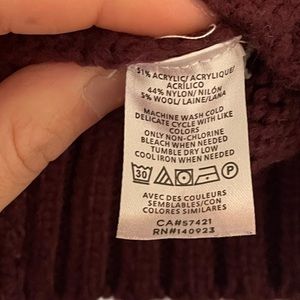 51% ACRYLIC/ ACRYLIQUE/
ACRÍLICO
44% NYLON/ NILÓN
5% WOOL/ LAINE/LANA
MACHINE WASH COLD
DELICATE CYCLE WITH LIKE
COLORS
ONLY NON-CHLORINE
BLEACH WHEN NEEDED
TUMBLE DRY LOW
COOL IRON WHEN NEEDED
30 P
AVEC DES COULEURS
SEMBLABLES/CON
COLORES SIMILARES
CA#57421
RN#140923